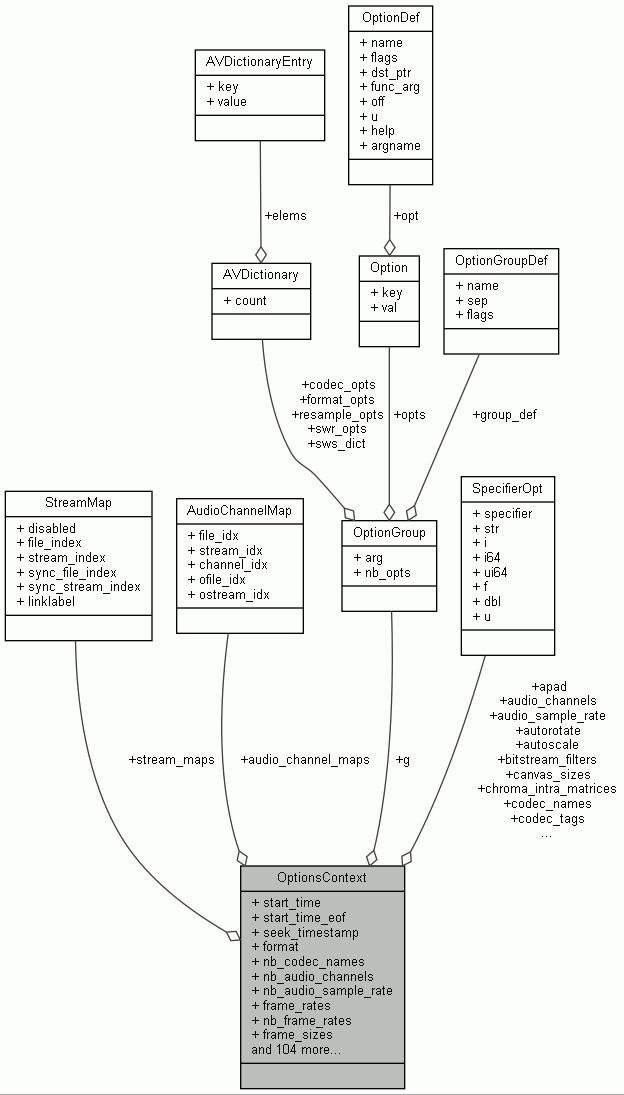 OptionDef
+ name
+ flags
+ dst_ptr
+ func_arg
+ off
+ u
+ help
+ argname
AVDictionaryEntry
+ key
+ value
+elems
+opt
AVDictionary
+ count
Option
+ key
+ val
OptionGroupDef
+ name
+ sep
+ flags
+codec_opts
+format_opts
+resample_opts
+swr_opts
+sws_dict
+opts
+group_def
StreamMap
+ disabled
+ file_index
+ stream_index
+ sync_file_index
+ sync_stream_index
+ linklabel
AudioChannelMap
+ file_idx
+ stream_idx
+ channel_idx
+ ofile_idx
+ ostream_idx
OptionGroup
+ arg
+ nb_opts
SpecifierOpt
+ specifier
+ str
+ i
+ i64
+ ui64
+ f
+ dbl
+ u
+stream_maps
+audio_channel_maps
+g
+apad
+audio_channels
+audio_sample_rate
+autorotate
+autoscale
+bitstream_filters
+canvas_sizes
+chroma_intra_matrices
+codec_names
+codec_tags
...
OptionsContext
+ start_time
+ start_time_eof
+ seek_timestamp
+ format
+ nb_codec_names
+ nb_audio_channels
+ nb_audio_sample_rate
+ frame_rates
+ nb_frame_rates
+ frame_sizes
and 104 more...